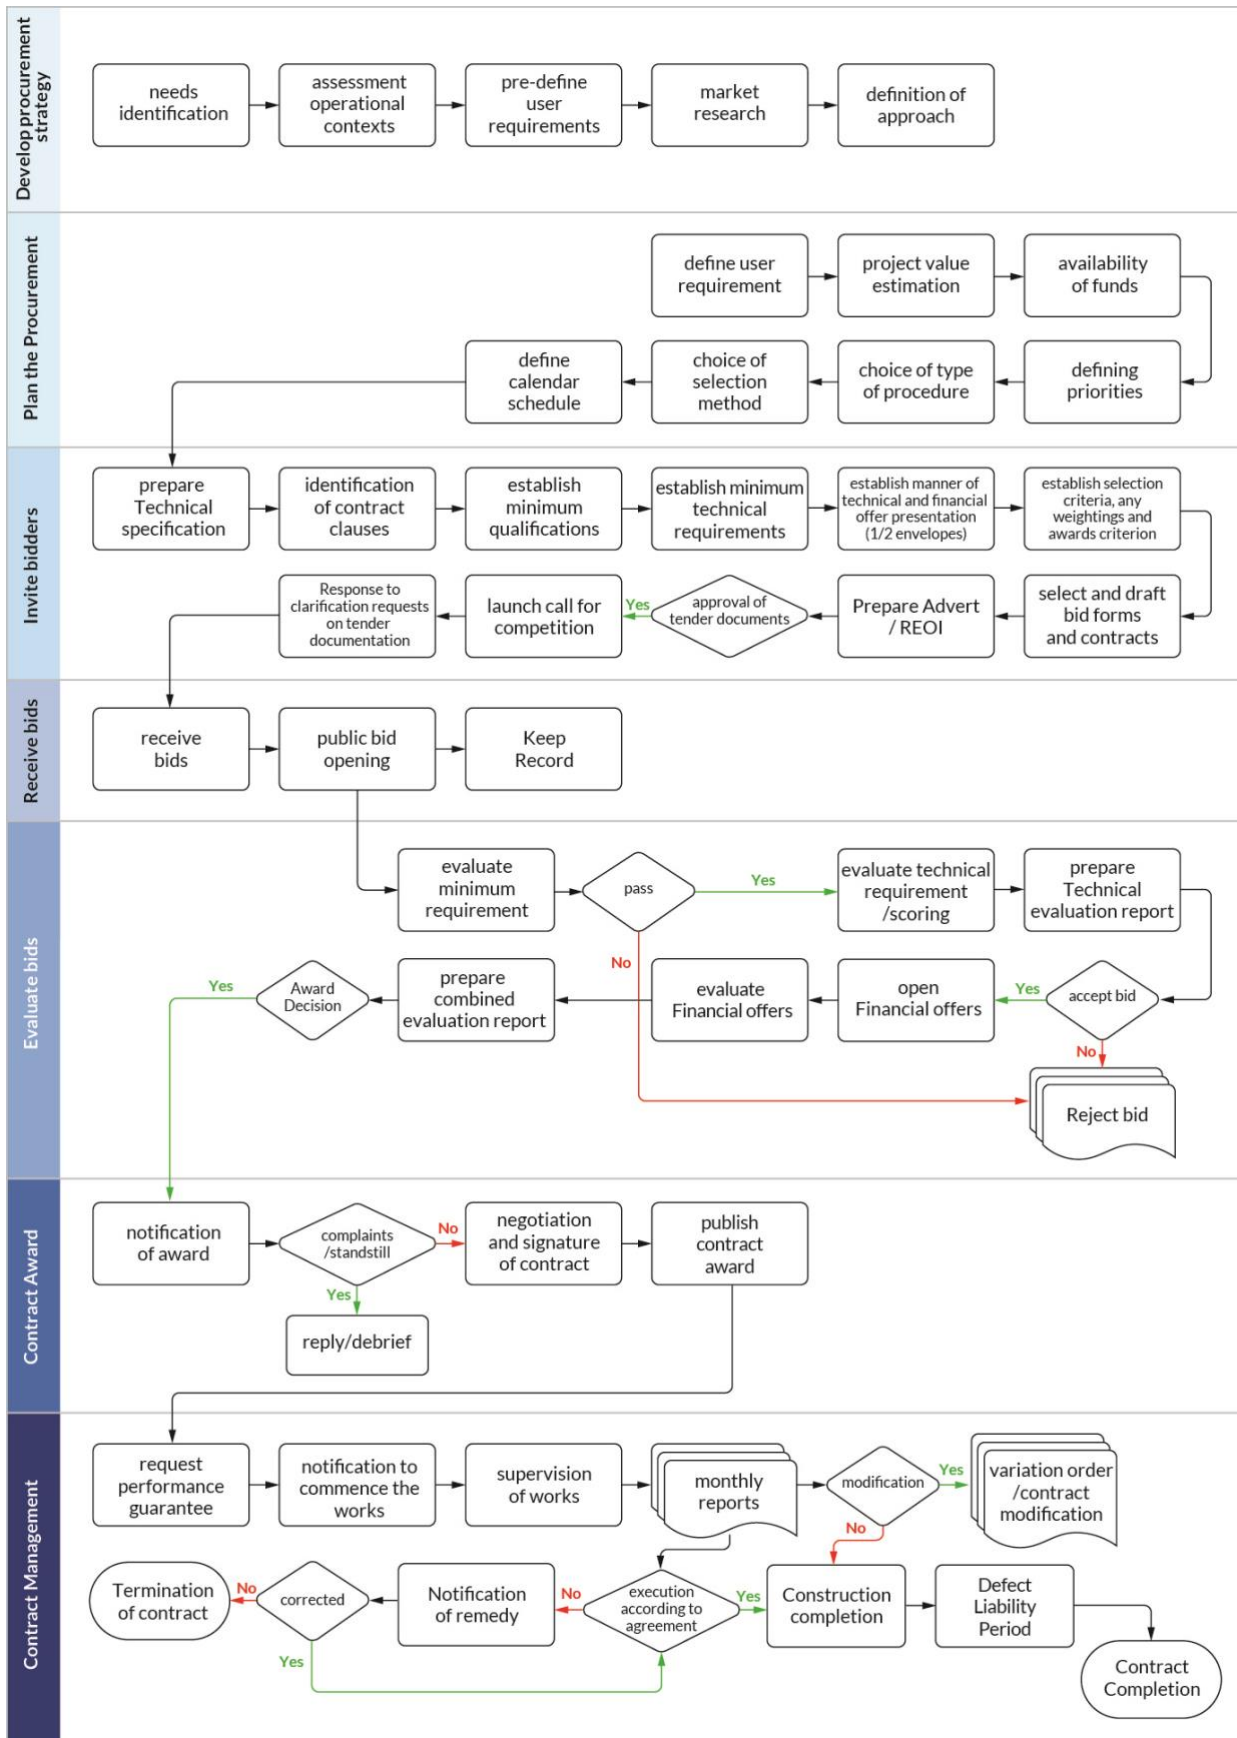 Develop procurement
strategy
needs
identification
assessment
operational
contexts
pre-define
user
requirements
market
research
definition of
approach
Plan the Procurement
define user
requirement
project value
estimation
availability
of funds
define
calendar
schedule
choice of
selection
method
choice of type
of procedure
defining
priorities
Invite bidders
prepare
Technical
specification
identification
of contract
clauses
establish
minimum
qualifications
establish minimum
technical
requirements
establish manner of
technical and financial
offer presentation
(1/2 envelopes)
establish selection
criteria, any
weightings and
awards criterion
Response to
clarification requests
on tender
documentation
launch call for
competition
Yes
approval of
tender documents
Prepare Advert
/ REOI
select and draft
bid forms
and contracts
Receive bids
receive
bids
public bid
opening
Keep
Record
Evaluate bids
evaluate
minimum
requirement
pass
Yes
evaluate technical
requirement
/scoring
prepare
Technical
evaluation report
No
Yes
Award
Decision
prepare
combined
evaluation report
evaluate
Financial offers
open
Financial offers
Yes
accept bid
No
Reject bid
Contract Award
notification
of award
complaints
/standstill
No
negotiation
and signature
of contract
publish
contract
award
Yes
reply/debrief
Contract Management
request
performance
guarantee
notification to
commence the
works
supervision
of works
monthly
reports
modification
Yes
variation order
/contract
modification
No
Termination
of contract
No
corrected
Notification
of remedy
No
execution
according to
agreement
Yes
Construction
completion
Defect
Liability
Period
Yes
Contract
Completion